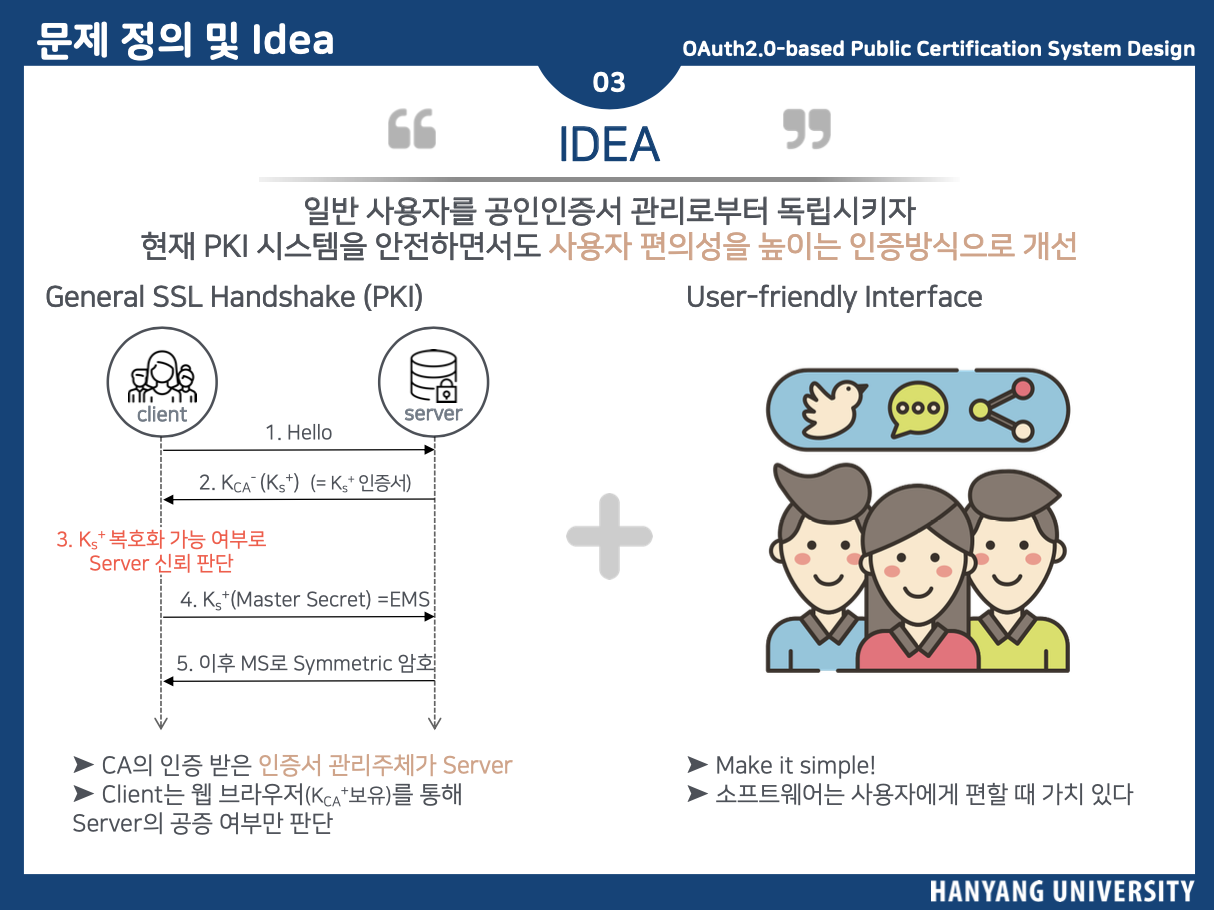 문제 정의 및 Idea
OAuth2.0-based Public Certification System Design
03
“ IDEA ”
일반 사용자를 공인인증서 관리로부터 독립시키자
현재 PKI 시스템을 안전하면서도 사용자 편의성을 높이는 인증방식으로 개선
General SSL Handshake (PKI)
client
server
1. Hello
2. K_CA^- (K_s^+) (= K_s^+ 인증서)
3. K_s^+ 복호화 가능 여부로
Server 신뢰 판단
4. K_s^+(Master Secret) =EMS
5. 이후 MS로 Symmetric 암호
➤ CA의 인증 받은 인증서 관리주체가 Server
➤ Client는 웹 브라우저(K_CA^+보유)를 통해
Server의 공증 여부만 판단
User-friendly Interface
➤ Make it simple!
➤ 소프트웨어는 사용자에게 편할 때 가치 있다
HANYANG UNIVERSITY